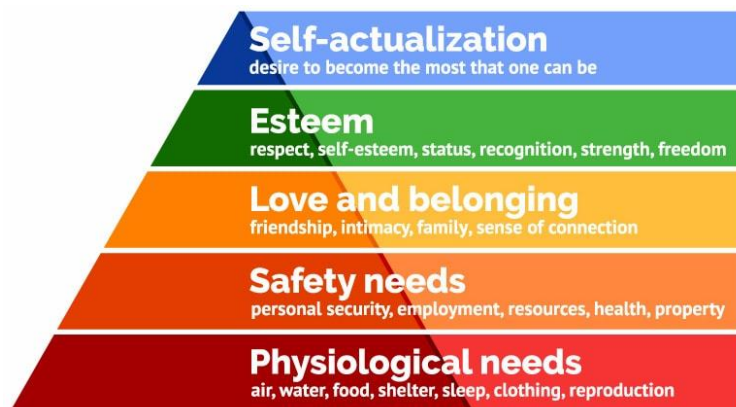 Self-actualization
desire to become the most that one can be
Esteem
respect, self-esteem, status, recognition, strength, freedom
Love and belonging
friendship, intimacy, family, sense of connection
Safety needs
personal security, employment, resources, health, property
Physiological needs
air, water, food, shelter, sleep, clothing, reproduction